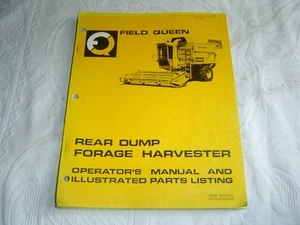 FIELD QUEEN
REAR DUMP
FORAGE HARVESTER
OPERATOR'S MANUAL AND
ILLUSTRATED PARTS LISTING